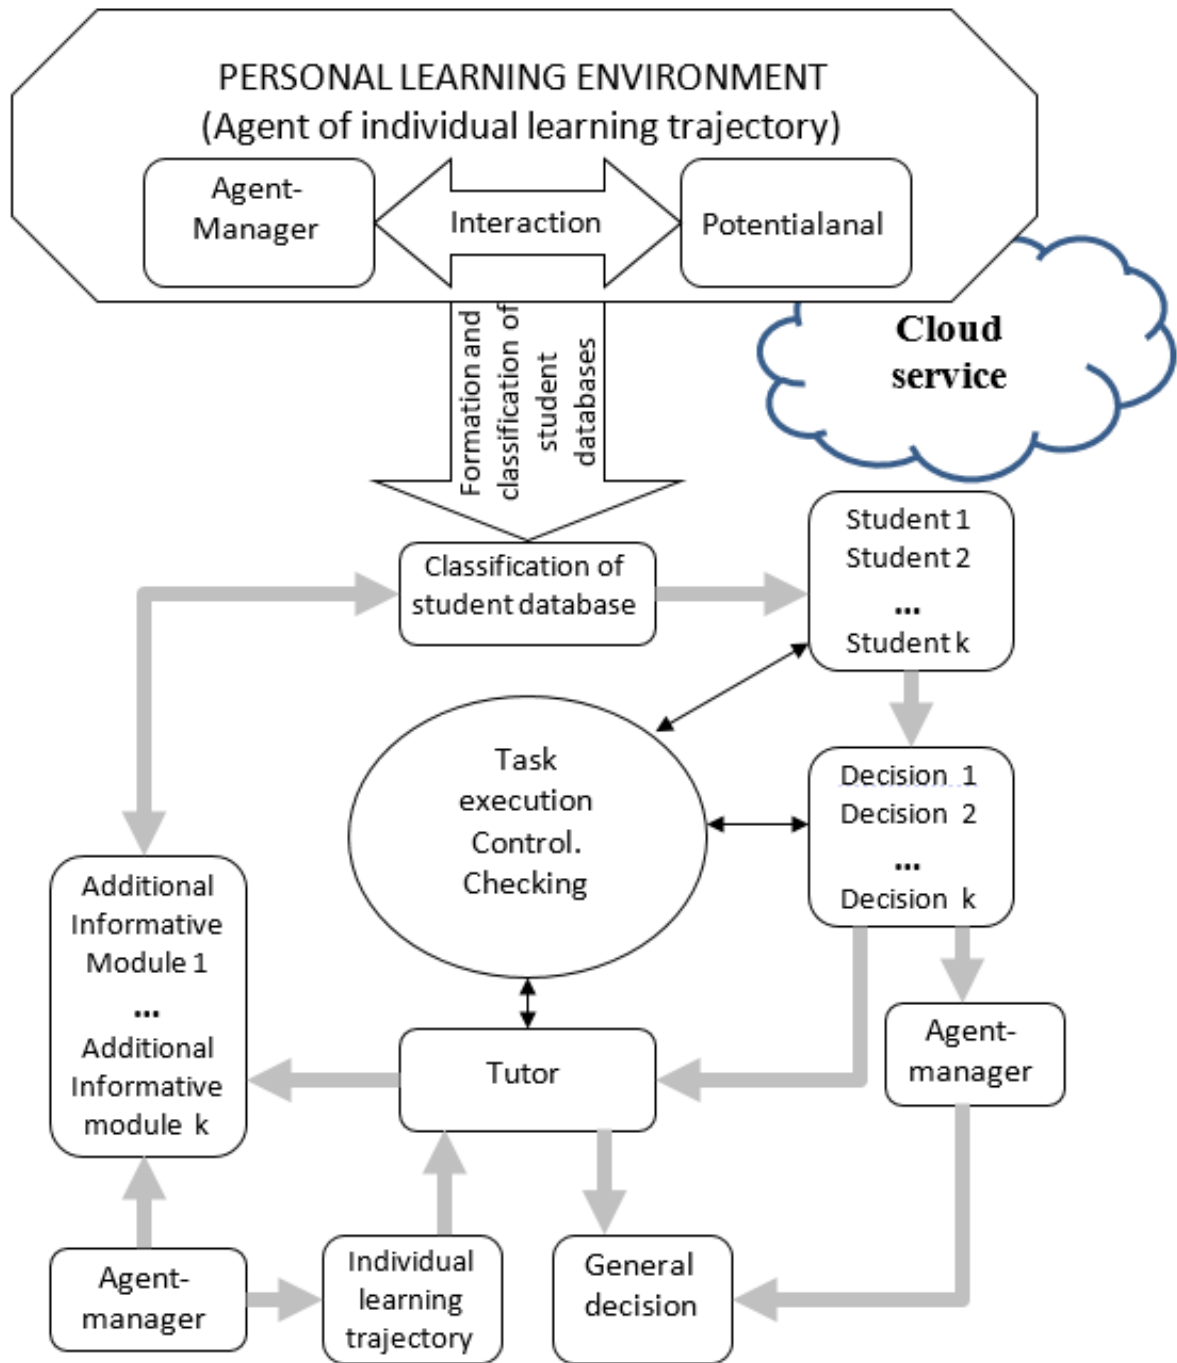 PERSONAL LEARNING ENVIRONMENT
(Agent of individual learning trajectory)
Agent-
Manager
Interaction
Potentialanal
Formation and
classification of
student
databases
Cloud
service
Classification of
student database
Student 1
Student 2
...
Student k
Task
execution
Control.
Checking
Decision 1
Decision 2
...
Decision k
Additional
Informative
Module 1
...
Additional
Informative
module k
Tutor
Agent-
manager
Agent-
manager
Individual
learning
trajectory
General
decision